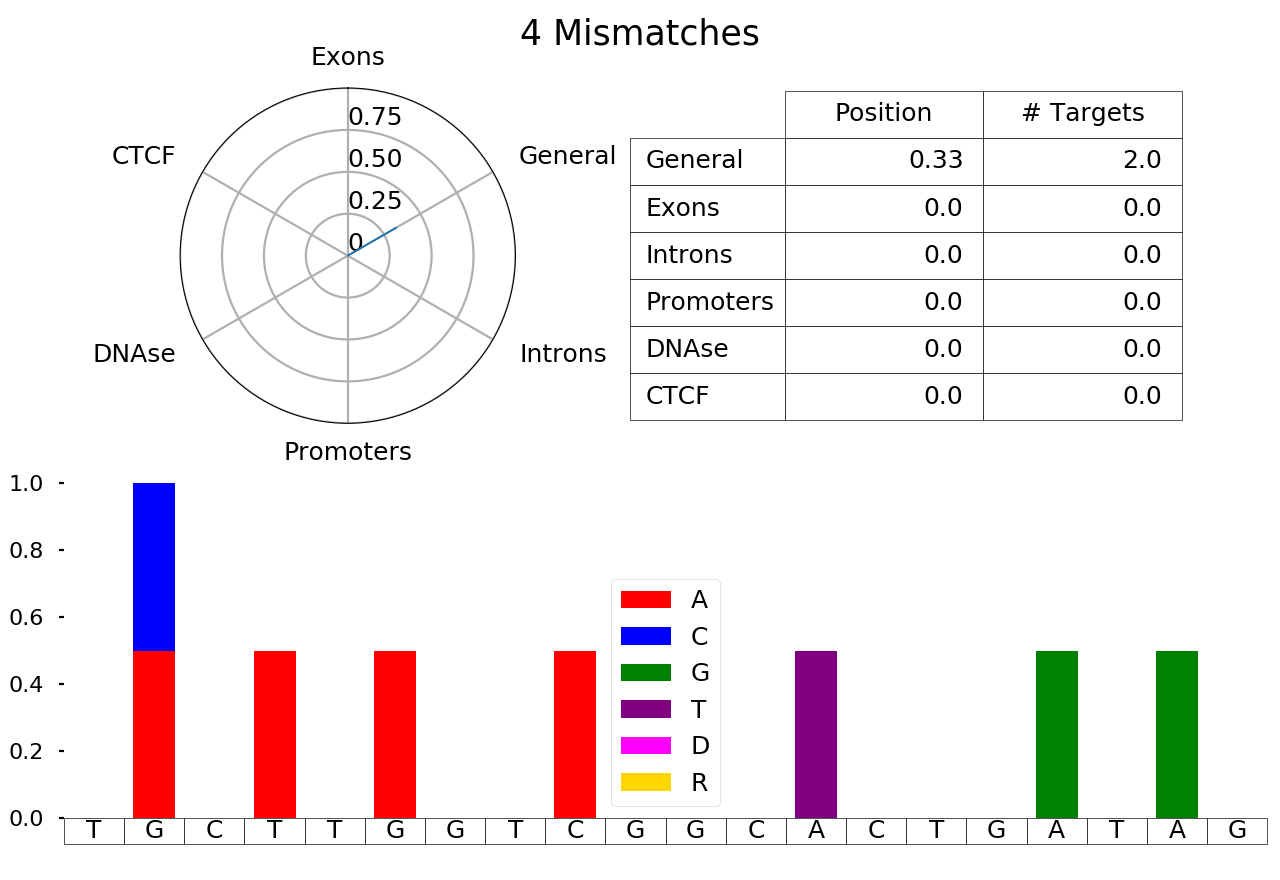 4 Mismatches
Exons
CTCF
General
DNAse
Introns
Promoters
0.75
0.50
0.25
0
Position # Targets
General 0.33 2.0
Exons 0.0 0.0
Introns 0.0 0.0
Promoters 0.0 0.0
DNAse 0.0 0.0
CTCF 0.0 0.0
1.0
0.8
0.6
0.4
0.2
0.0
A
C
G
T
D
R
T G C T T G G T C G G C A C T G A T A G